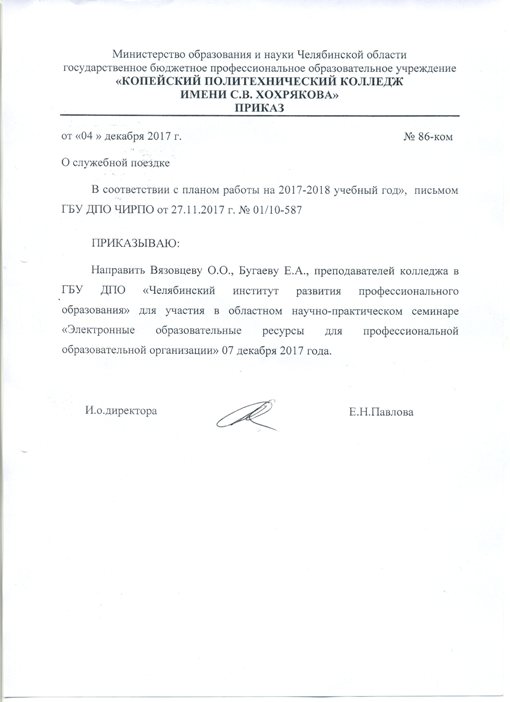 Министерство образования и науки Челябинской области
государственное бюджетное профессиональное образовательное учреждение
«КОПЕЙСКИЙ ПОЛИТЕХНИЧЕСКИЙ КОЛЛЕДЖ
ИМЕНИ С.В. ХОХРЯКОВА»
ПРИКАЗ
от «04 » декабря 2017 г. № 86-ком
О служебной поездке
В соответствии с планом работы на 2017-2018 учебный год», письмом
ГБУ ДПО ЧИРПО от 27.11.2017 г. № 01/10-587
ПРИКАЗЫВАЮ:
Направить Вязовцеву О.О., Бугаеву Е.А., преподавателей колледжа в
ГБУ ДПО «Челябинский институт развития профессионального
образования» для участия в областном научно-практическом семинаре
«Электронные образовательные ресурсы для профессиональной
образовательной организации» 07 декабря 2017 года.
И.о.директора Е.Н.Павлова